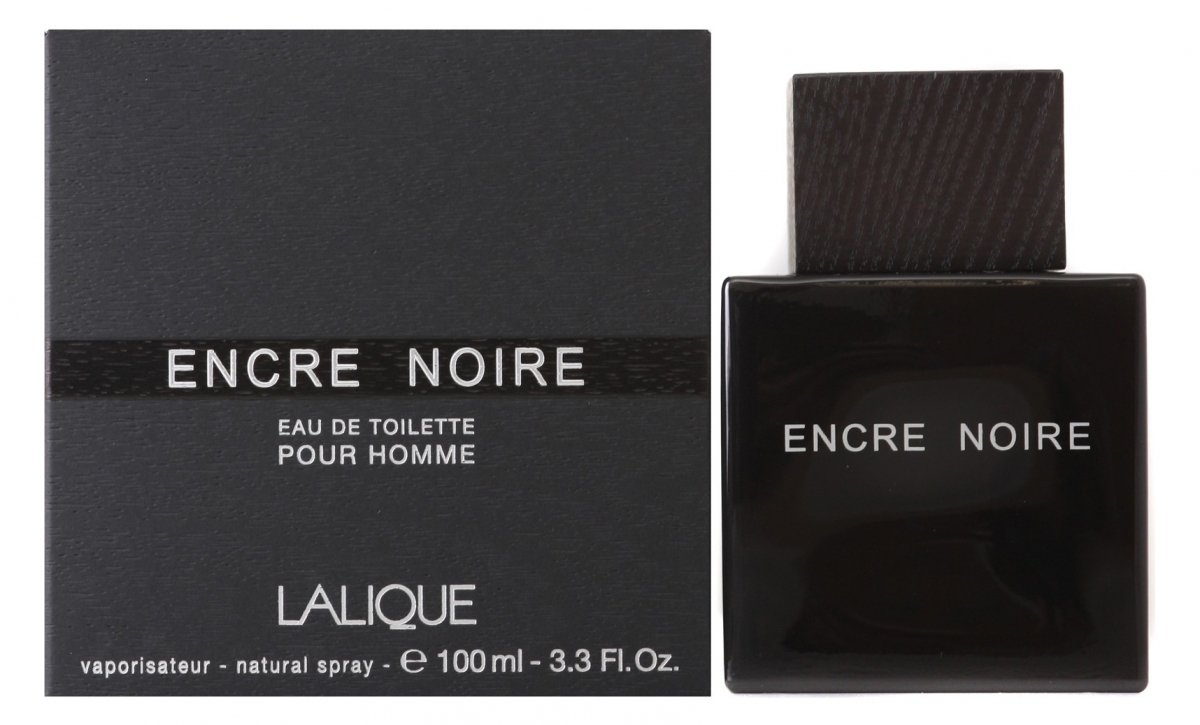 ENCRE NOIRE
EAU DE TOILETTE
POUR HOMME
LALIQUE
vaporisateur - natural spray - ℮ 100 ml - 3.3 Fl.Oz.
ENCRE NOIRE